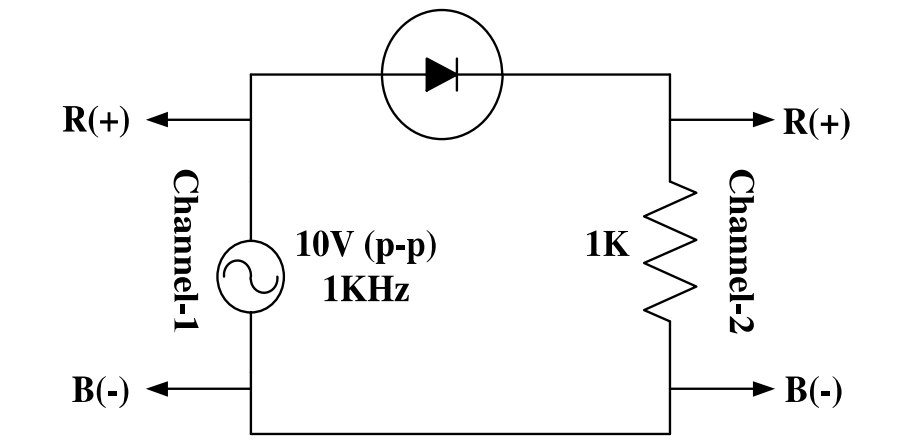 R(+)
Channel-1
B(-)
10V (p-p)
1KHz
1K
R(+)
Channel-2
B(-)